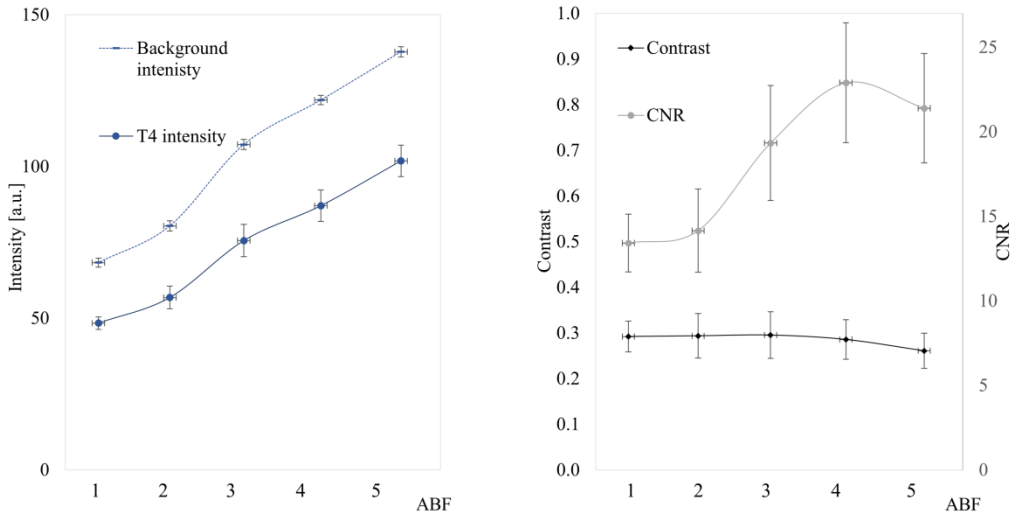 150
100
50
0
Intensity [a.u.]
Background
intenisty
T4 intensity
1 2 3 4 5
ABF
1.0
0.9
0.8
0.7
0.6
0.5
0.4
0.3
0.2
0.1
0.0
Contrast
Contrast
CNR
25
20
15
10
5
0
CNR
1 2 3 4 5
ABF